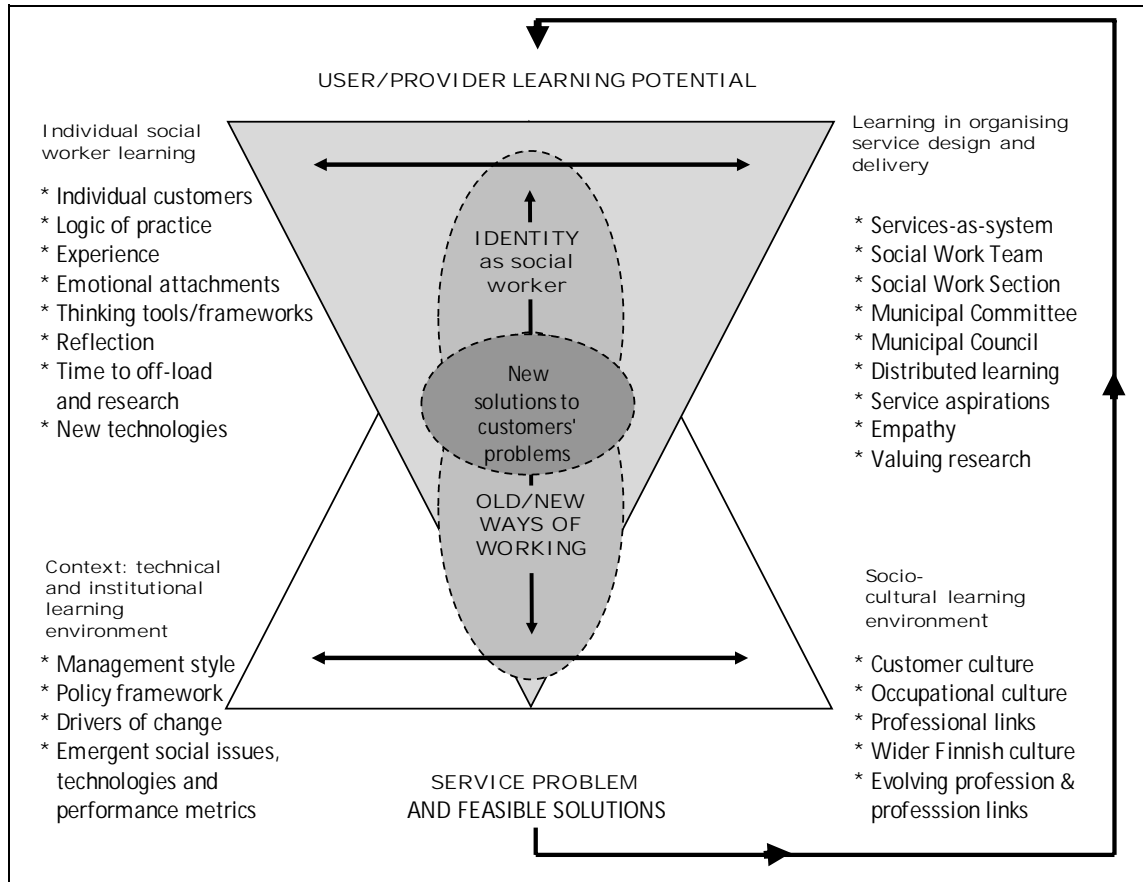 USER/PROVIDER LEARNING POTENTIAL
Individual social
worker learning
* Individual customers
* Logic of practice
* Experience
* Emotional attachments
* Thinking tools/frameworks
* Reflection
* Time to off-load
and research
* New technologies
Learning in organising
service design and
delivery
* Services-as-system
* Social Work Team
* Social Work Section
* Municipal Committee
* Municipal Council
* Distributed learning
* Service aspirations
* Empathy
* Valuing research
IDENTITY
as social
worker
New
solutions to
customers'
problems
OLD/NEW
WAYS OF
WORKING
Context: technical
and institutional
learning
environment
* Management style
* Policy framework
* Drivers of change
* Emergent social issues,
technologies and
performance metrics
Socio-
cultural learning
environment
* Customer culture
* Occupational culture
* Professional links
* Wider Finnish culture
* Evolving profession &
professsion links
SERVICE PROBLEM
AND FEASIBLE SOLUTIONS